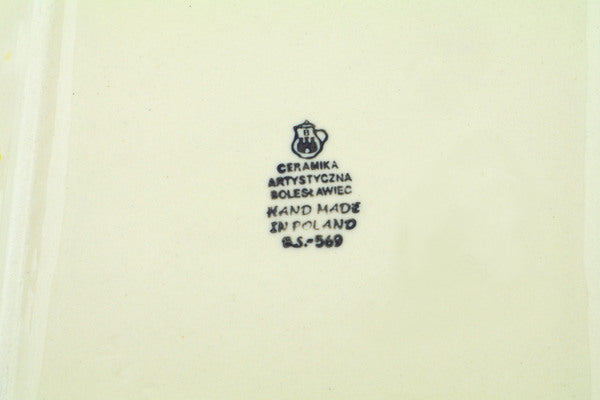 CERAMIKA
ARTYSTYCZNA
BOLESŁAWIEC
HAND MADE
IN POLAND
B.S.-569